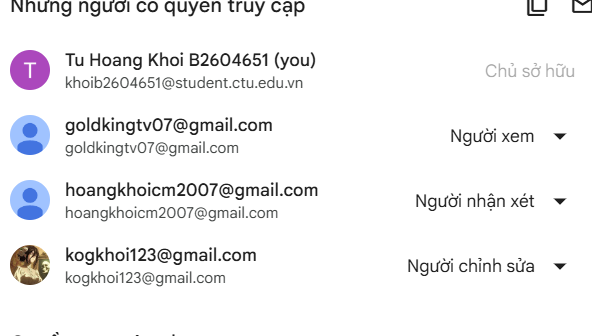 Những người có quyền truy cập
T
Tu Hoang Khoi B2604651 (you)
khoib2604651@student.ctu.edu.vn
Chủ sở hữu
goldkingtv07@gmail.com
goldkingtv07@gmail.com
Người xem
hoangkhoicm2007@gmail.com
hoangkhoicm2007@gmail.com
Người nhận xét
kogkhoi123@gmail.com
kogkhoi123@gmail.com
Người chỉnh sửa